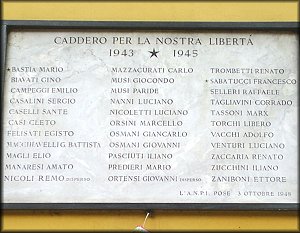 CADDERO PER LA NOSTRA LIBERTÁ
1943 ★ 1945
★BASTIA MARIO
BIAVATI GINO
CAMPEGGI EMILIO
CASALINI SERGIO
CASELLI SANTE
CASI CLETO
FELISATI EGISTO
MACCHIAVELLI BATTISTA
MAGLI ELIO
MANARESI AMATO
NICOLI REMO DISPERSO
MAZZACURATI CARLO
MUSI GIOCONDO
MUSI PARIDE
NANNI LUCIANO
NICOLETTI LUCIANO
ORSINI MARCELLO
OSMANI GIANCARLO
OSMANI GIOVANNI
PASCIUTI ILIANO
PREDIERI MARIO
ORTENSI GIOVANNI DISPERSO
TROMBETTI RENATO
★SABATUCCI FRANCESCO
SELLERI RAFFAELE
TAGLIAVINI CORRADO
TASSONI MARX
TORCHI LIBERO
VACCHI ADOLFO
VENTURI LUCIANO
ZACCARIA RENATO
ZUCCHINI ILIANO
ZANIBONI ETTORE
L'A.N.P.I. POSE 3 OTTOBRE 1948